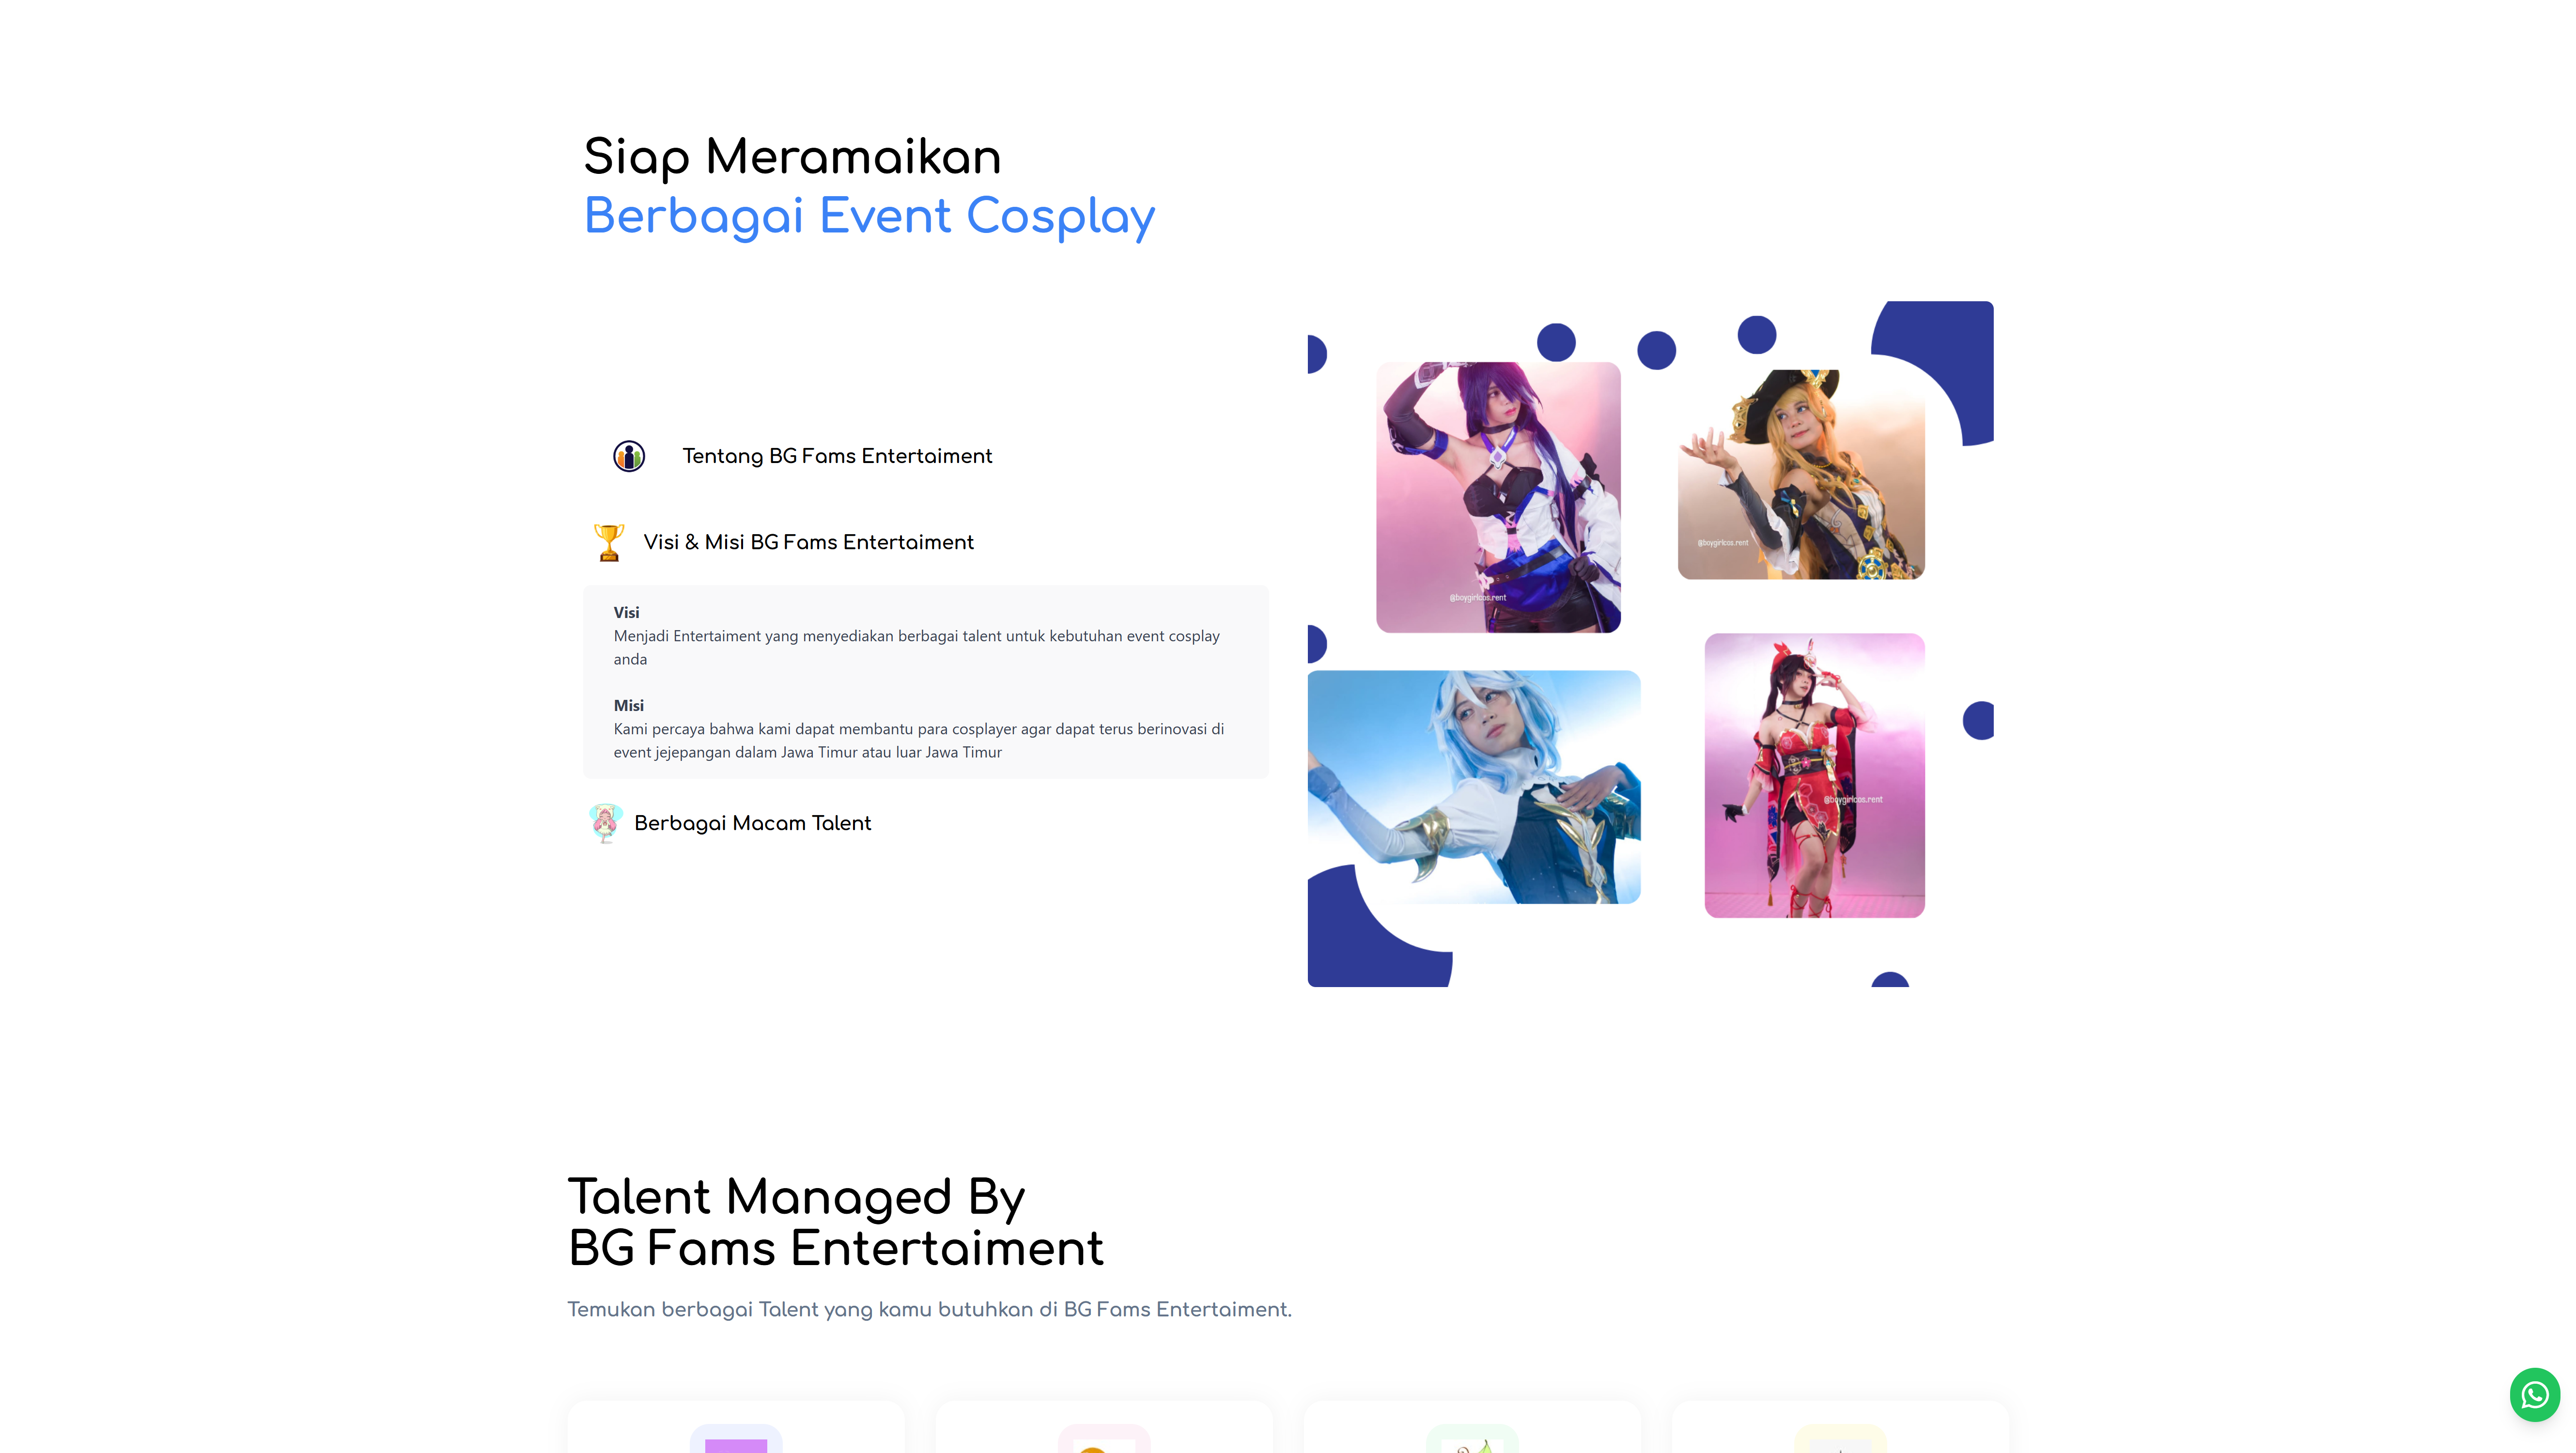 Siap Meramaikan
Berbagai Event Cosplay
Tentang BG Fams Entertaiment
Visi & Misi BG Fams Entertaiment
Visi
Menjadi Entertaiment yang menyediakan berbagai talent untuk kebutuhan event cosplay
anda
Misi
Kami percaya bahwa kami dapat membantu para cosplayer agar dapat terus berinovasi di
event jejepangan dalam Jawa Timur atau luar Jawa Timur
Berbagai Macam Talent
@boygirlcos.rent
@boygirlcos.rent
@boygirlcos.rent
Talent Managed By
BG Fams Entertaiment
Temukan berbagai Talent yang kamu butuhkan di BG Fams Entertaiment.